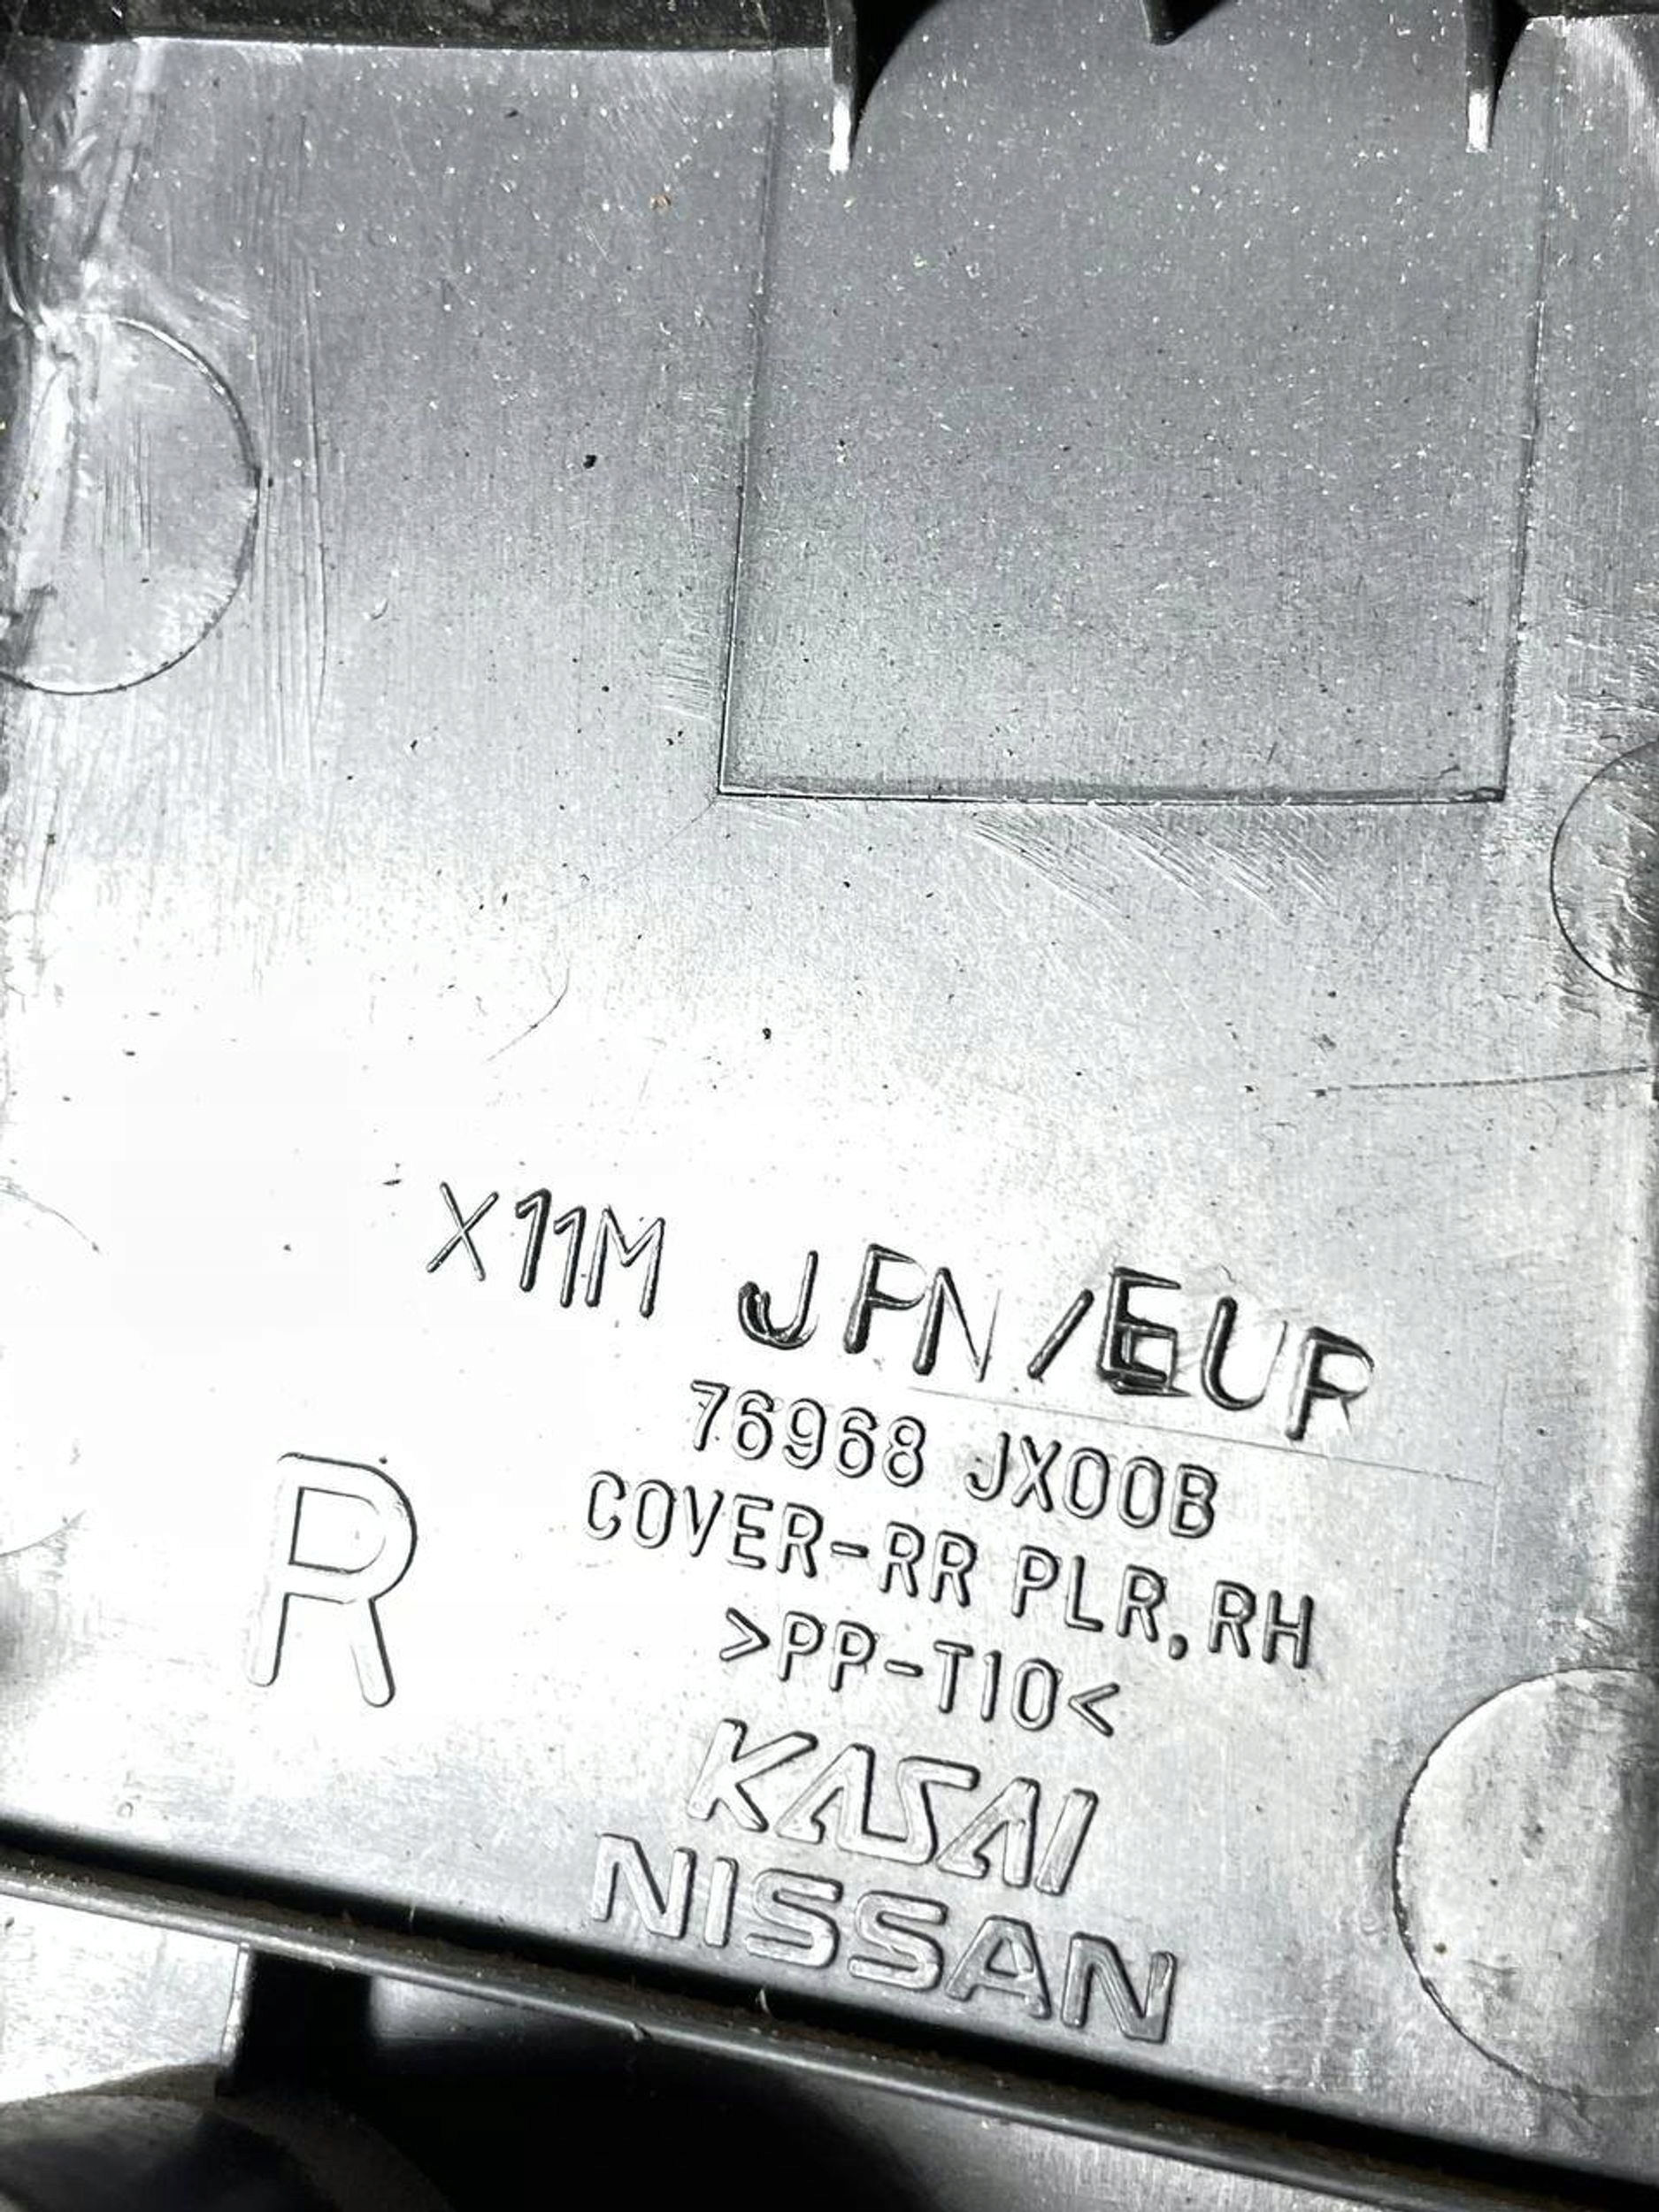 X11M JPN/EUR
76968 JX00B
COVER-RR PLR,RH
R
>PP-T10<
KASAI
NISSAN